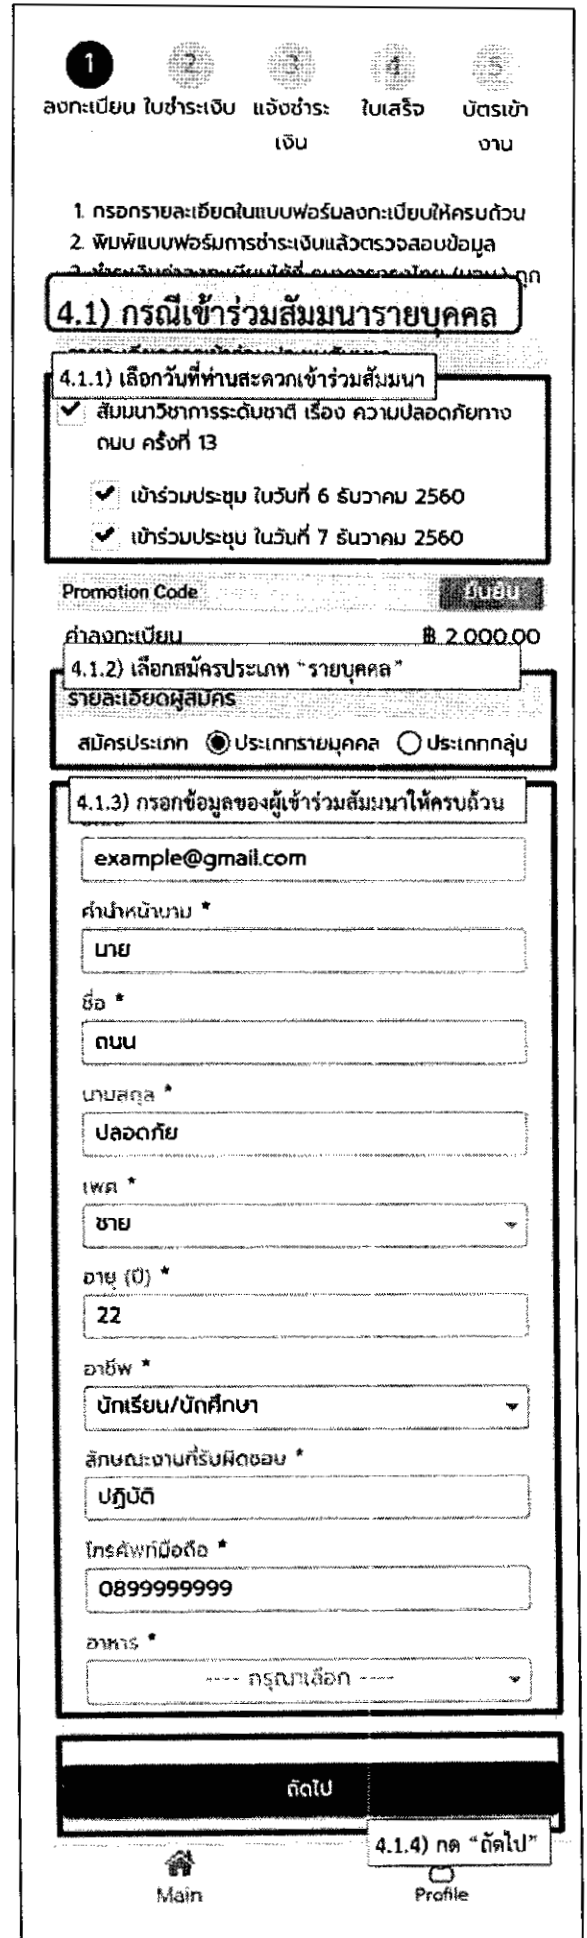 1 2 3 4 5
ลงทะเบียน ใบชำระเงิน แจ้งชำระเงิน ใบเสร็จ บัตรเข้างาน
1. กรอกรายละเอียดในแบบฟอร์มลงทะเบียนให้ครบถ้วน
2. พิมพ์แบบฟอร์มการชำระเงินแล้วตรวจสอบข้อมูล
4.1) กรณีเข้าร่วมสัมมนารายบุคคล
4.1.1) เลือกวันที่ท่านสะดวกเข้าร่วมสัมมนา
สัมมนาวิชาการระดับชาติ เรื่อง ความปลอดภัยทาง
ถนน ครั้งที่ 13
เข้าร่วมประชุม ในวันที่ 6 ธันวาคม 2560
เข้าร่วมประชุม ในวันที่ 7 ธันวาคม 2560
Promotion Code ยืนยัน
ค่าลงทะเบียน ฿ 2,000.00
4.1.2) เลือกสมัครประเภท "รายบุคคล"
รายละเอียดผู้สมัคร
สมัครประเภท ประเภทรายบุคคล ประเภทกลุ่ม
4.1.3) กรอกข้อมูลของผู้เข้าร่วมสัมมนาให้ครบถ้วน
example@gmail.com
คำนำหน้านาม *
นาย
ชื่อ *
ถนน
นามสกุล *
ปลอดภัย
เพศ *
ชาย
อายุ (ปี) *
22
อาชีพ *
นักเรียน/นักศึกษา
ลักษณะงานที่รับผิดชอบ *
ปฏิบัติ
โทรศัพท์มือถือ *
0899999999
อาหาร *
---- กรุณาเลือก ----
ถัดไป
4.1.4) กด "ถัดไป"
Main Profile